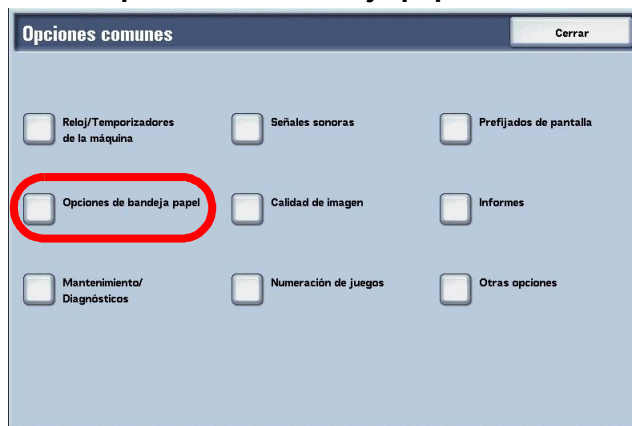 Opciones comunes
Cerrar
Reloj/Temporizadores
de la máquina
Señales sonoras
Prefijados de pantalla
Opciones de bandeja papel
Calidad de imagen
Informes
Mantenimiento/
Diagnósticos
Numeración de juegos
Otras opciones